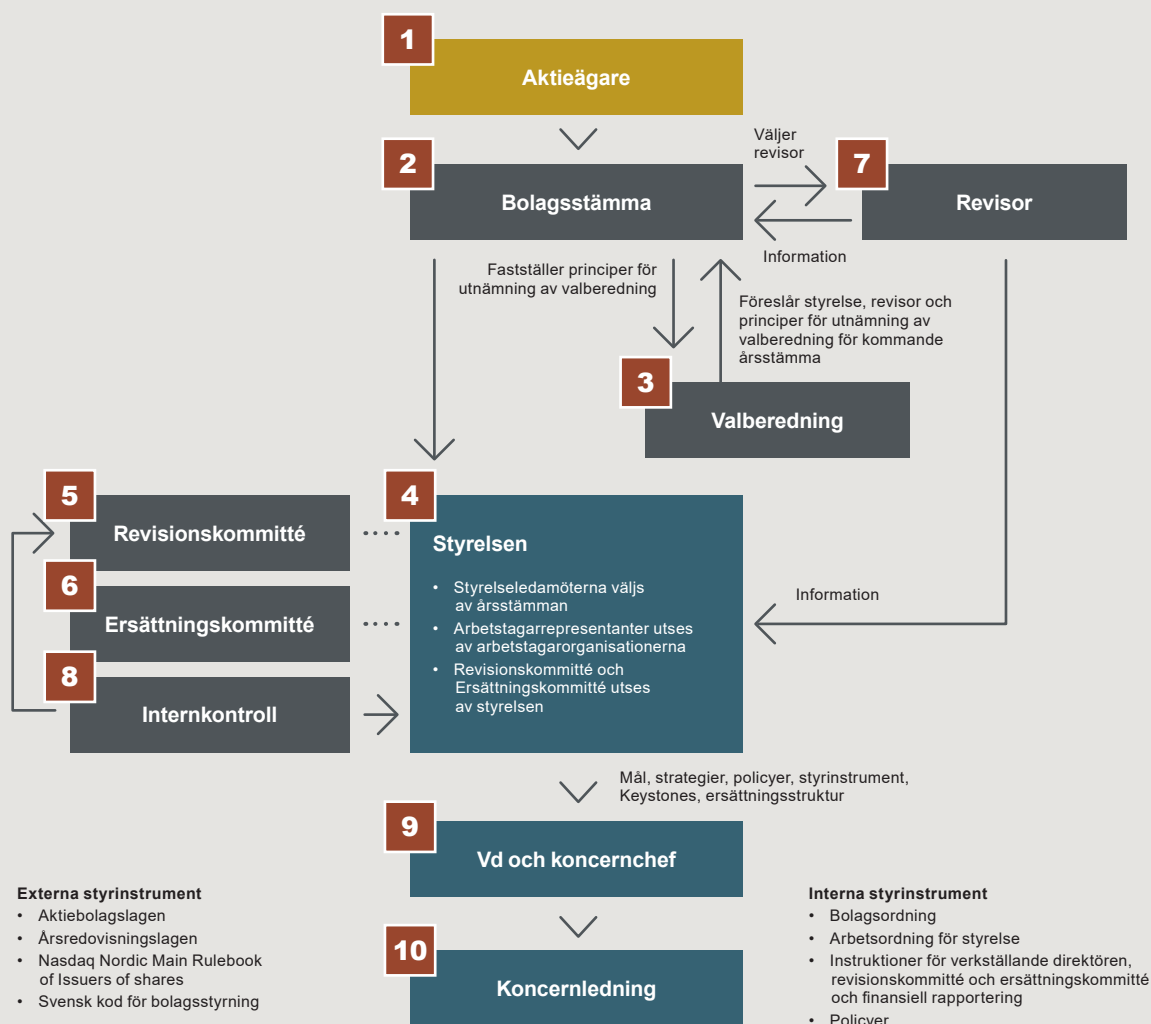 1
Aktieägare
2
Bolagsstämma
Väljer
revisor
7
Revisor
Information
Fastställer principer för
utnämning av valberedning
Föreslår styrelse, revisor och
principer för utnämning av
valberedning för kommande
årsstämma
3
Valberedning
5
Revisionskommitté
6
Ersättningskommitté
8
Internkontroll
4
Styrelsen
• Styrelseledamöterna väljs
av årsstämman
• Arbetstagarrepresentanter utses
av arbetstagarorganisationerna
• Revisionskommitté och
Ersättningskommitté utses
av styrelsen
Information
Mål, strategier, policyer, styrinstrument,
Keystones, ersättningsstruktur
9
Vd och koncernchef
10
Koncernledning
Externa styrinstrument
• Aktiebolagslagen
• Årsredovisningslagen
• Nasdaq Nordic Main Rulebook
of Issuers of shares
• Svensk kod för bolagsstyrning
Interna styrinstrument
• Bolagsordning
• Arbetsordning för styrelse
• Instruktioner för verkställande direktören,
revisionskommitté och ersättningskommitté
och finansiell rapportering
• Policyer